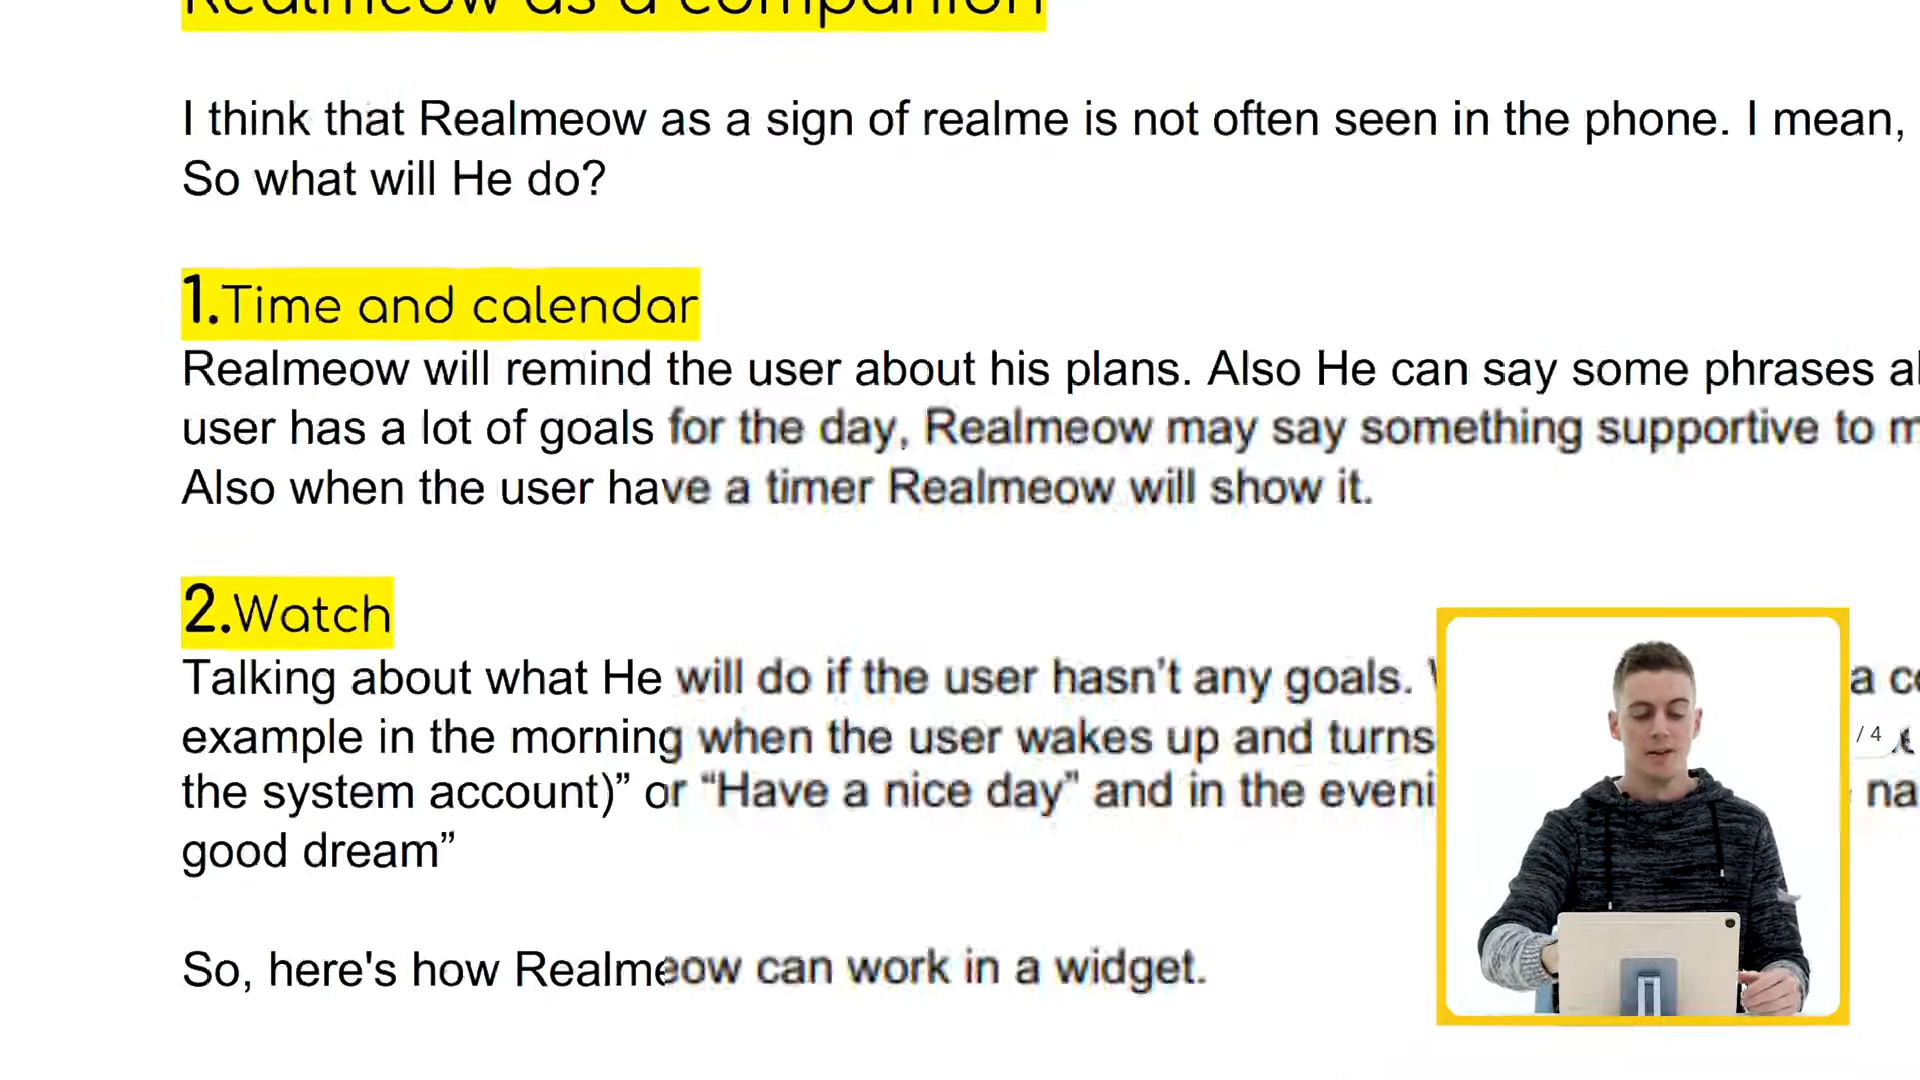 Realmeow as a companion
I think that Realmeow as a sign of realme is not often seen in the phone. I mean,
So what will He do?
1.Time and calendar
Realmeow will remind the user about his plans. Also He can say some phrases
user has a lot of goals for the day, Realmeow may say something supportive to
Also when the user have a timer Realmeow will show it.
2.Watch
Talking about what He will do if the user hasn’t any goals. a
example in the morning when the user wakes up and turns
/ 4
the system account)” or “Have a nice day” and in the
good dream”
So, here's how Realmeow can work in a widget.